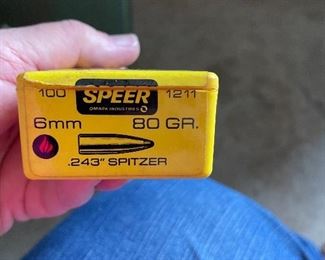 100 SPEER 1211
OMARK INDUSTRIES
6mm 80 GR.
.243" SPITZER